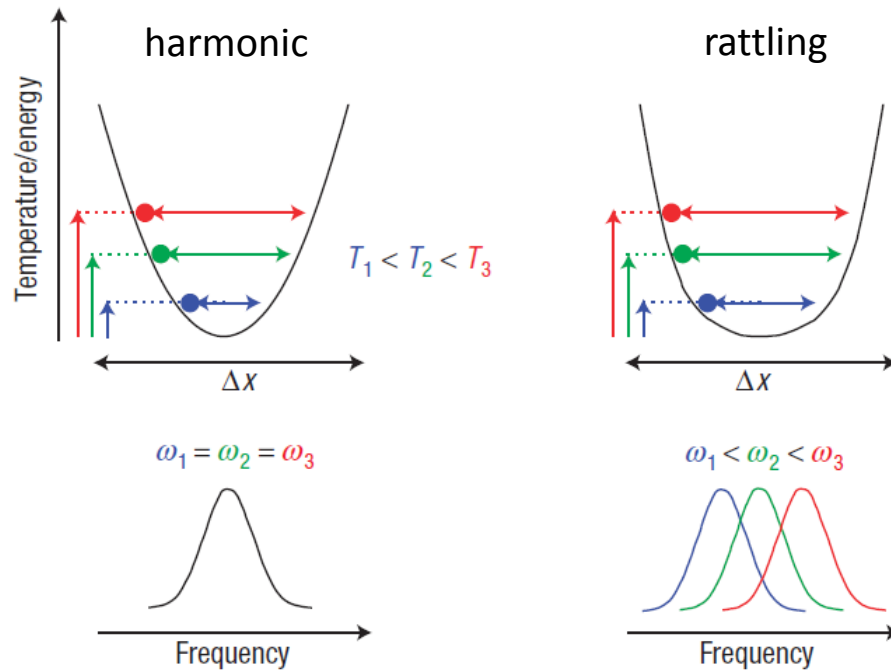 harmonic
rattling
Temperature/energy
T₁ < T₂ < T₃
Δx
Δx
ω₁ = ω₂ = ω₃
ω₁ < ω₂ < ω₃
Frequency
Frequency